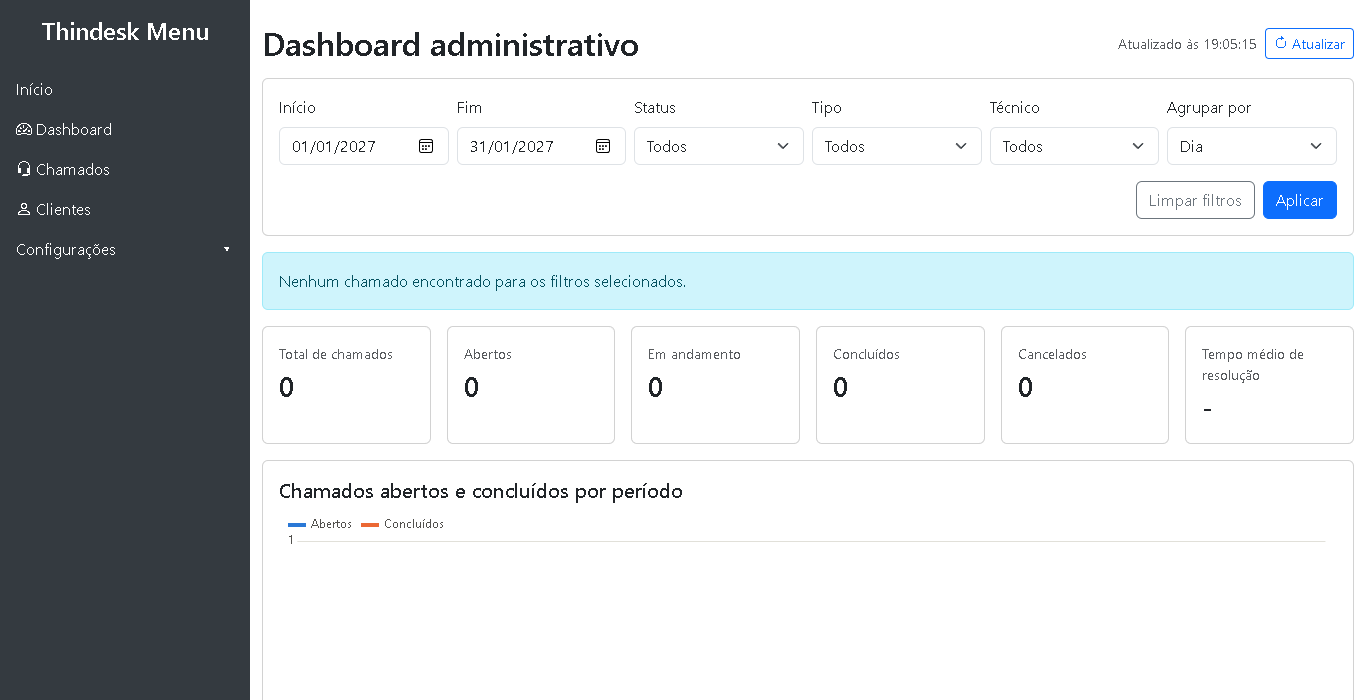 Thindesk Menu
Início
Dashboard
Chamados
Clientes
Configurações
Dashboard administrativo
Atualizado às 19:05:15
Atualizar
Início
Fim
Status
Tipo
Técnico
Agrupar por
01/01/2027
31/01/2027
Todos
Todos
Todos
Dia
Limpar filtros
Aplicar
Nenhum chamado encontrado para os filtros selecionados.
Total de chamados
0
Abertos
0
Em andamento
0
Concluídos
0
Cancelados
0
Tempo médio de
resolução
-
Chamados abertos e concluídos por período
Abertos
Concluídos
1